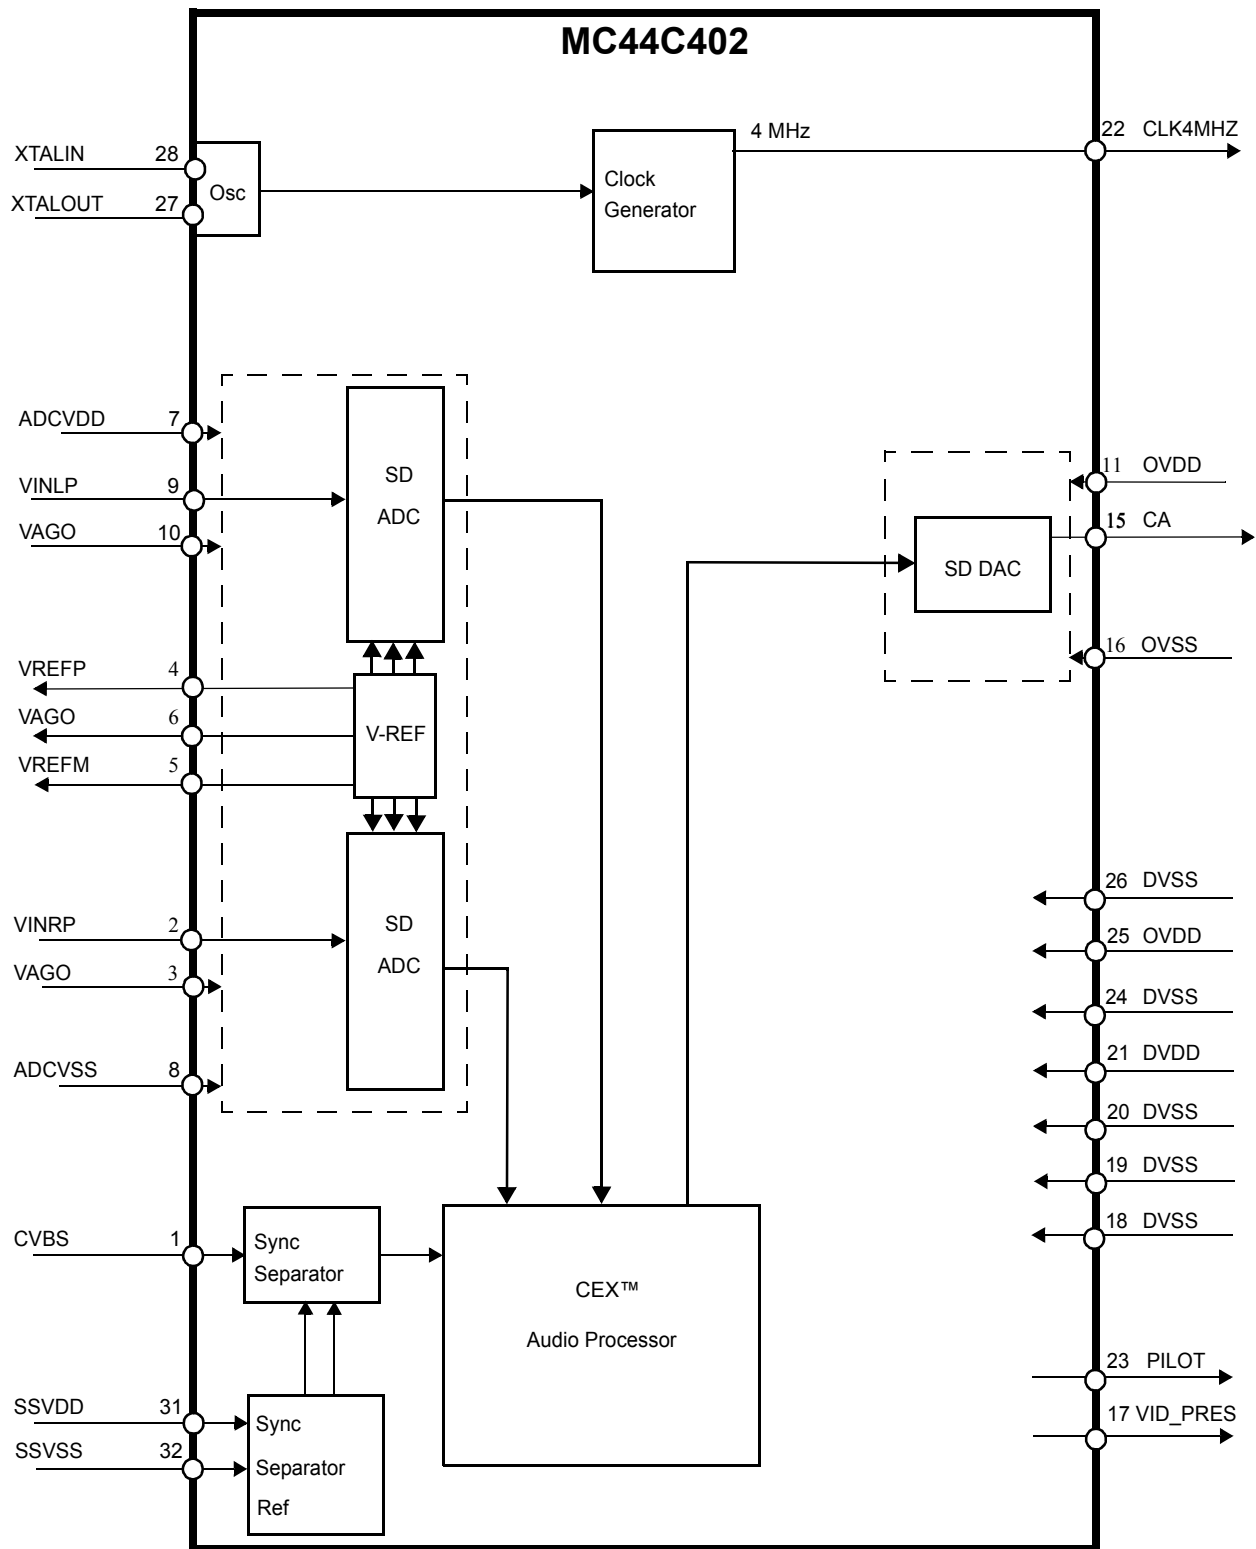 MC44C402
4 MHz
22 CLK4MHZ
XTALIN 28
Osc
XTALOUT 27
Clock
Generator
ADCVDD 7
VINLP 9
VAGO 10
SD
ADC
11 OVDD
15 CA
SD DAC
16 OVSS
VREFP 4
VAGO 6
VREFM 5
V-REF
VINRP 2
VAGO 3
ADCVSS 8
SD
ADC
26 DVSS
25 OVDD
24 DVSS
21 DVDD
20 DVSS
19 DVSS
18 DVSS
CVBS 1
Sync
Separator
CEX™
Audio Processor
23 PILOT
17 VID_PRES
SSVDD 31
SSVSS 32
Sync
Separator
Ref